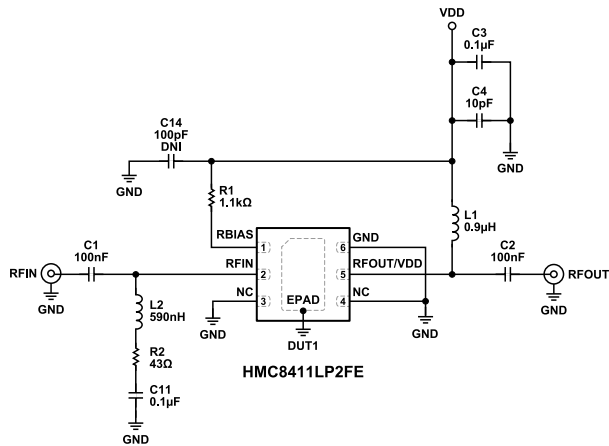 VDD
C3
0.1µF
C4
10pF
GND
C14
100pF
DNI
GND
R1
1.1kΩ
L1
0.9µH
RBIAS
GND
1
6
C1
100nF
RFIN
RFOUT/VDD
C2
100nF
RFIN
2
5
RFOUT
GND
NC
EPAD
NC
GND
3
4
L2
590nH
GND
GND
DUT1
R2
43Ω
HMC8411LP2FE
C11
0.1µF
GND